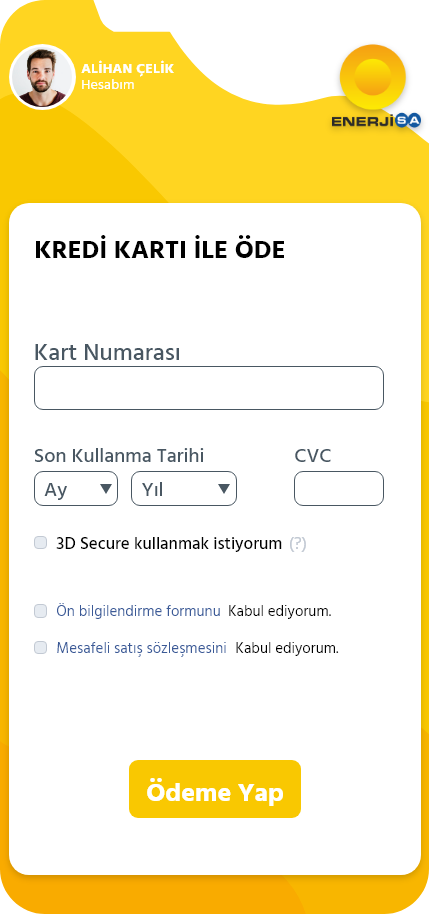 ALİHAN ÇELİK
Hesabım
ENERJİSA
KREDİ KARTI İLE ÖDE
Kart Numarası
Son Kullanma Tarihi CVC
Ay Yıl
3D Secure kullanmak istiyorum (?)
Ön bilgilendirme formunu Kabul ediyorum.
Mesafeli satış sözleşmesini Kabul ediyorum.
Ödeme Yap